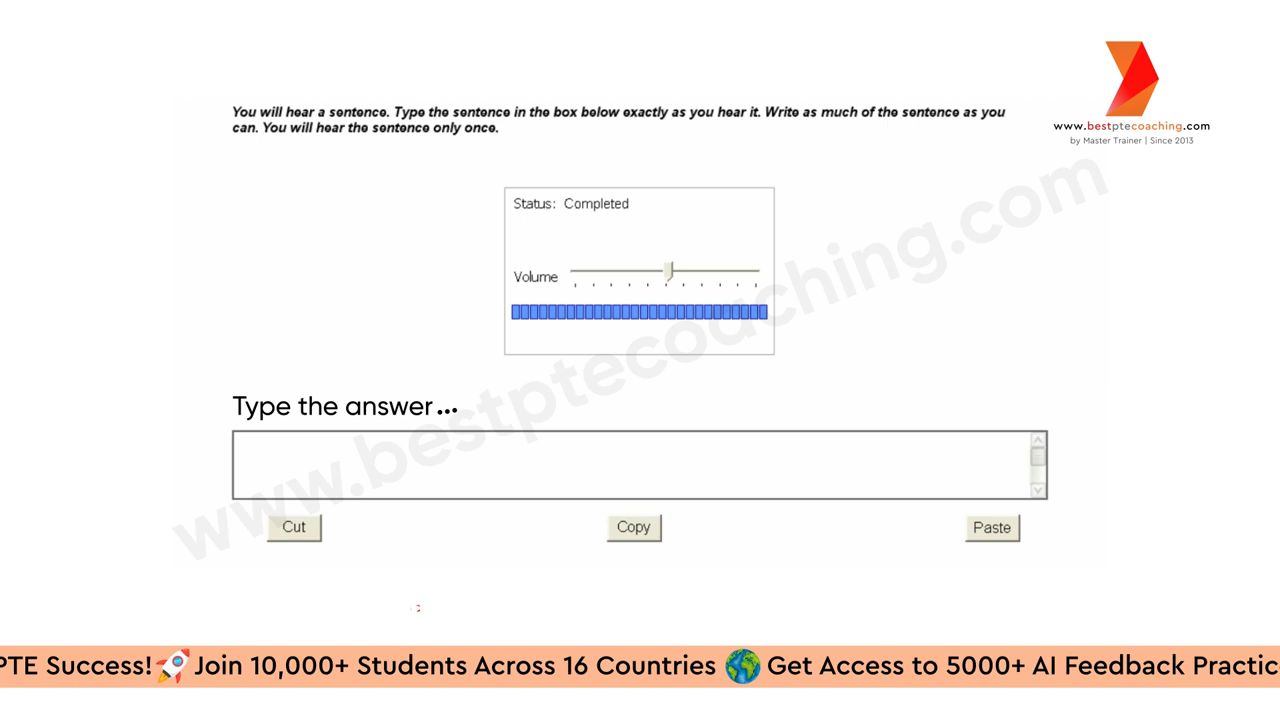 www.bestptecoaching.com
by Master Trainer | Since 2013
You will hear a sentence. Type the sentence in the box below exactly as you hear it. Write as much of the sentence as you
can. You will hear the sentence only once.
Status: Completed
Volume
www.bestptecoaching.com
Type the answer...
Cut
Copy
Paste
PTE Success!🚀Join 10,000+ Students Across 16 Countries 🌍 Get Access to 5000+ AI Feedback Practic